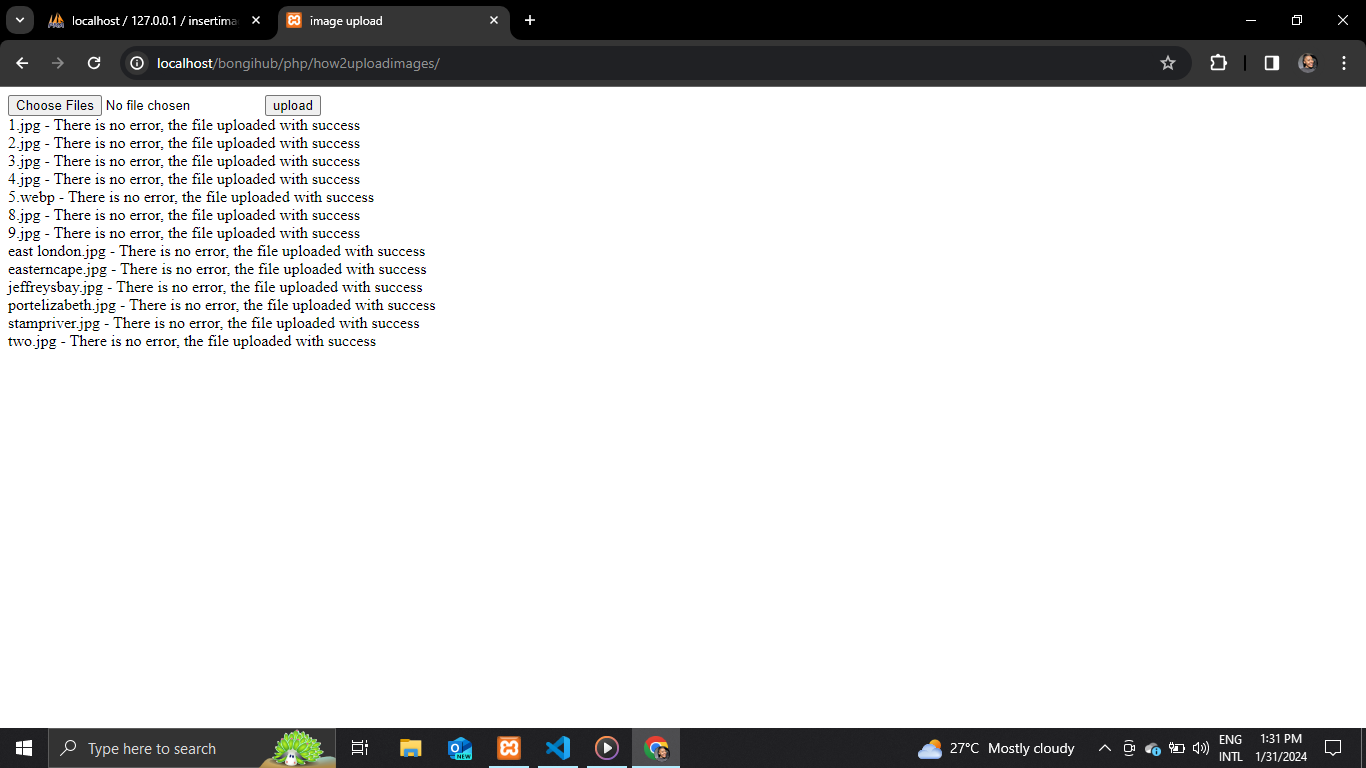 localhost / 127.0.0.1 / insertima
image upload
localhost/bongihub/php/how2uploadimages/
Choose Files No file chosen upload
1.jpg - There is no error, the file uploaded with success
2.jpg - There is no error, the file uploaded with success
3.jpg - There is no error, the file uploaded with success
4.jpg - There is no error, the file uploaded with success
5.webp - There is no error, the file uploaded with success
8.jpg - There is no error, the file uploaded with success
9.jpg - There is no error, the file uploaded with success
east london.jpg - There is no error, the file uploaded with success
easterncape.jpg - There is no error, the file uploaded with success
jeffreysbay.jpg - There is no error, the file uploaded with success
portelizabeth.jpg - There is no error, the file uploaded with success
stampriver.jpg - There is no error, the file uploaded with success
two.jpg - There is no error, the file uploaded with success
Type here to search
NEW
27°C Mostly cloudy
ENG
INTL
1:31 PM
1/31/2024